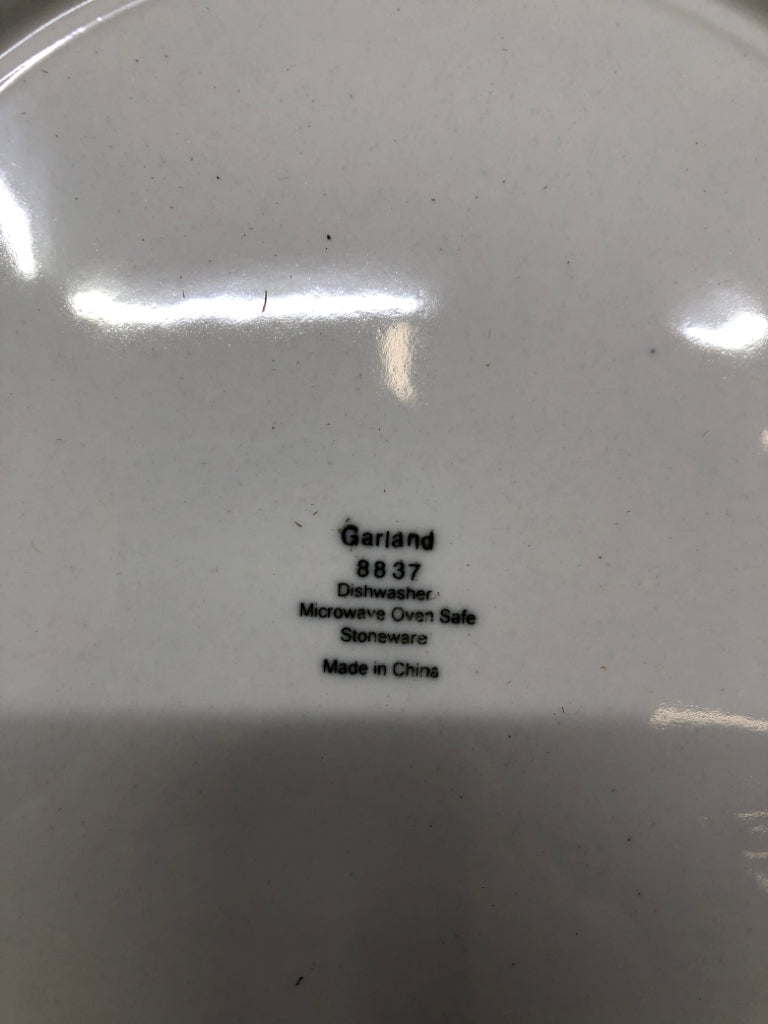 Garland
8837
Dishwasher
Microwave Oven Safe
Stoneware
Made in China